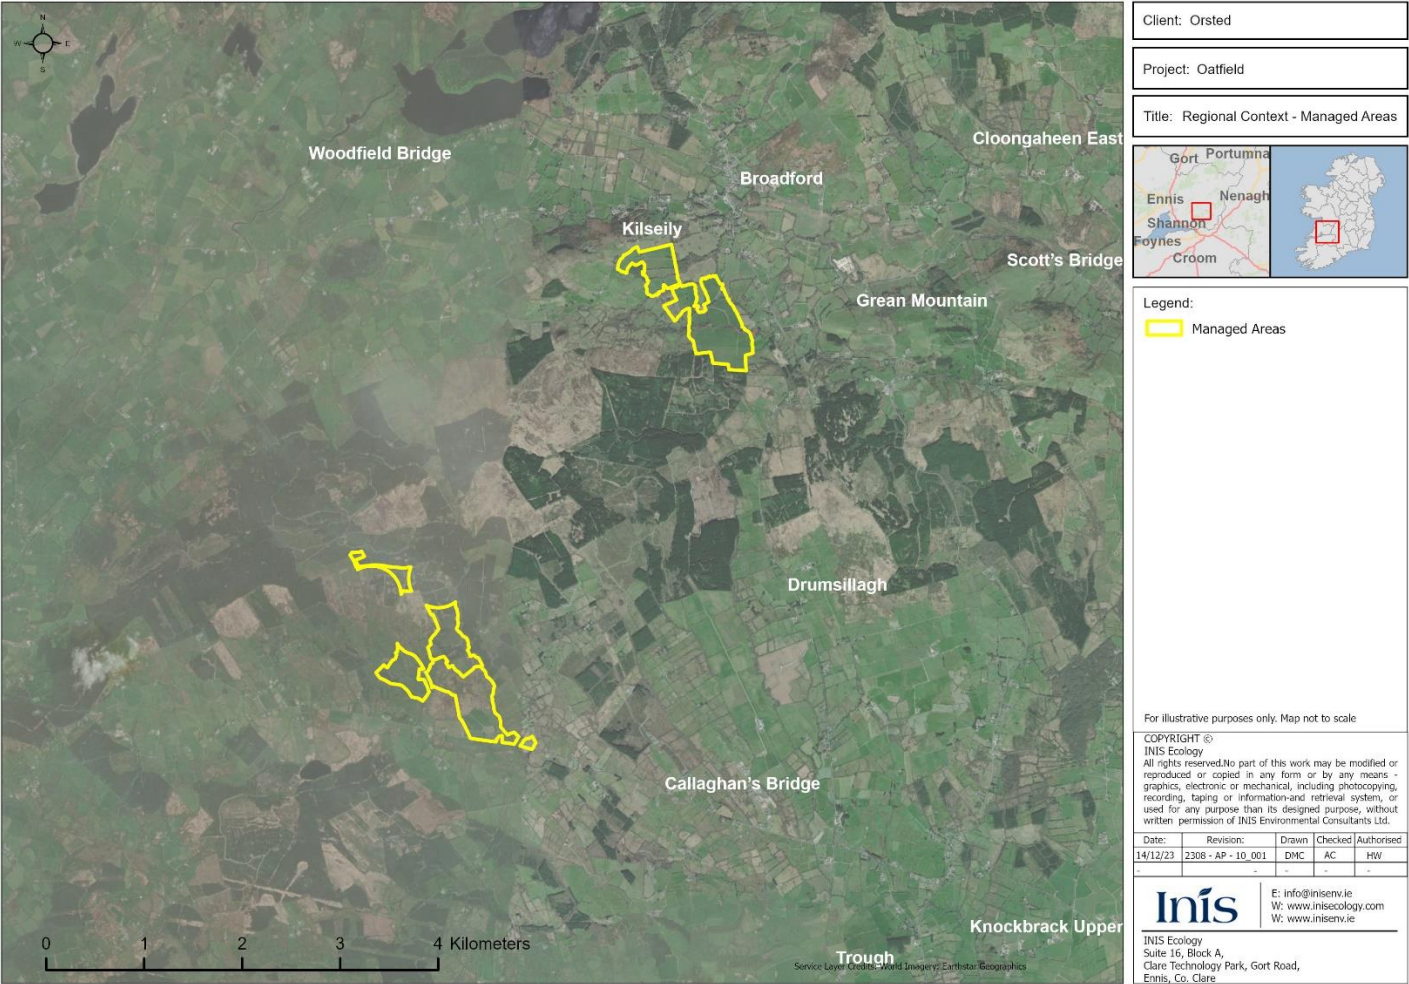 N
W E
S
Woodfield Bridge
Cloongaheen East
Broadford
Kilseily
Scott's Bridge
Grean Mountain
Drumsillagh
Callaghan's Bridge
Knockbrack Upper
Trough
0 1 2 3 4 Kilometers
Service Layer Credits: World Imagery: Earthstar Geographics
Client: Orsted
Project: Oatfield
Title: Regional Context - Managed Areas
Gort Portumna
Ennis Nenagh
Shannon
Foynes
Croom
Legend:
Managed Areas
For illustrative purposes only. Map not to scale
COPYRIGHT ©
INIS Ecology
All rights reserved.No part of this work may be modified or
reproduced or copied in any form or by any means -
graphics, electronic or mechanical, including photocopying,
recording, taping or information-and retrieval system, or
used for any purpose than its designed purpose, without
written permission of INIS Environmental Consultants Ltd.
Date: Revision: Drawn Checked Authorised
14/12/23 2308 - AP - 10_001 DMC AC HW
- - - - -
Inis
E: info@inisenv.ie
W: www.inisecology.com
W: www.inisenv.ie
INIS Ecology
Suite 16, Block A,
Clare Technology Park, Gort Road,
Ennis, Co. Clare